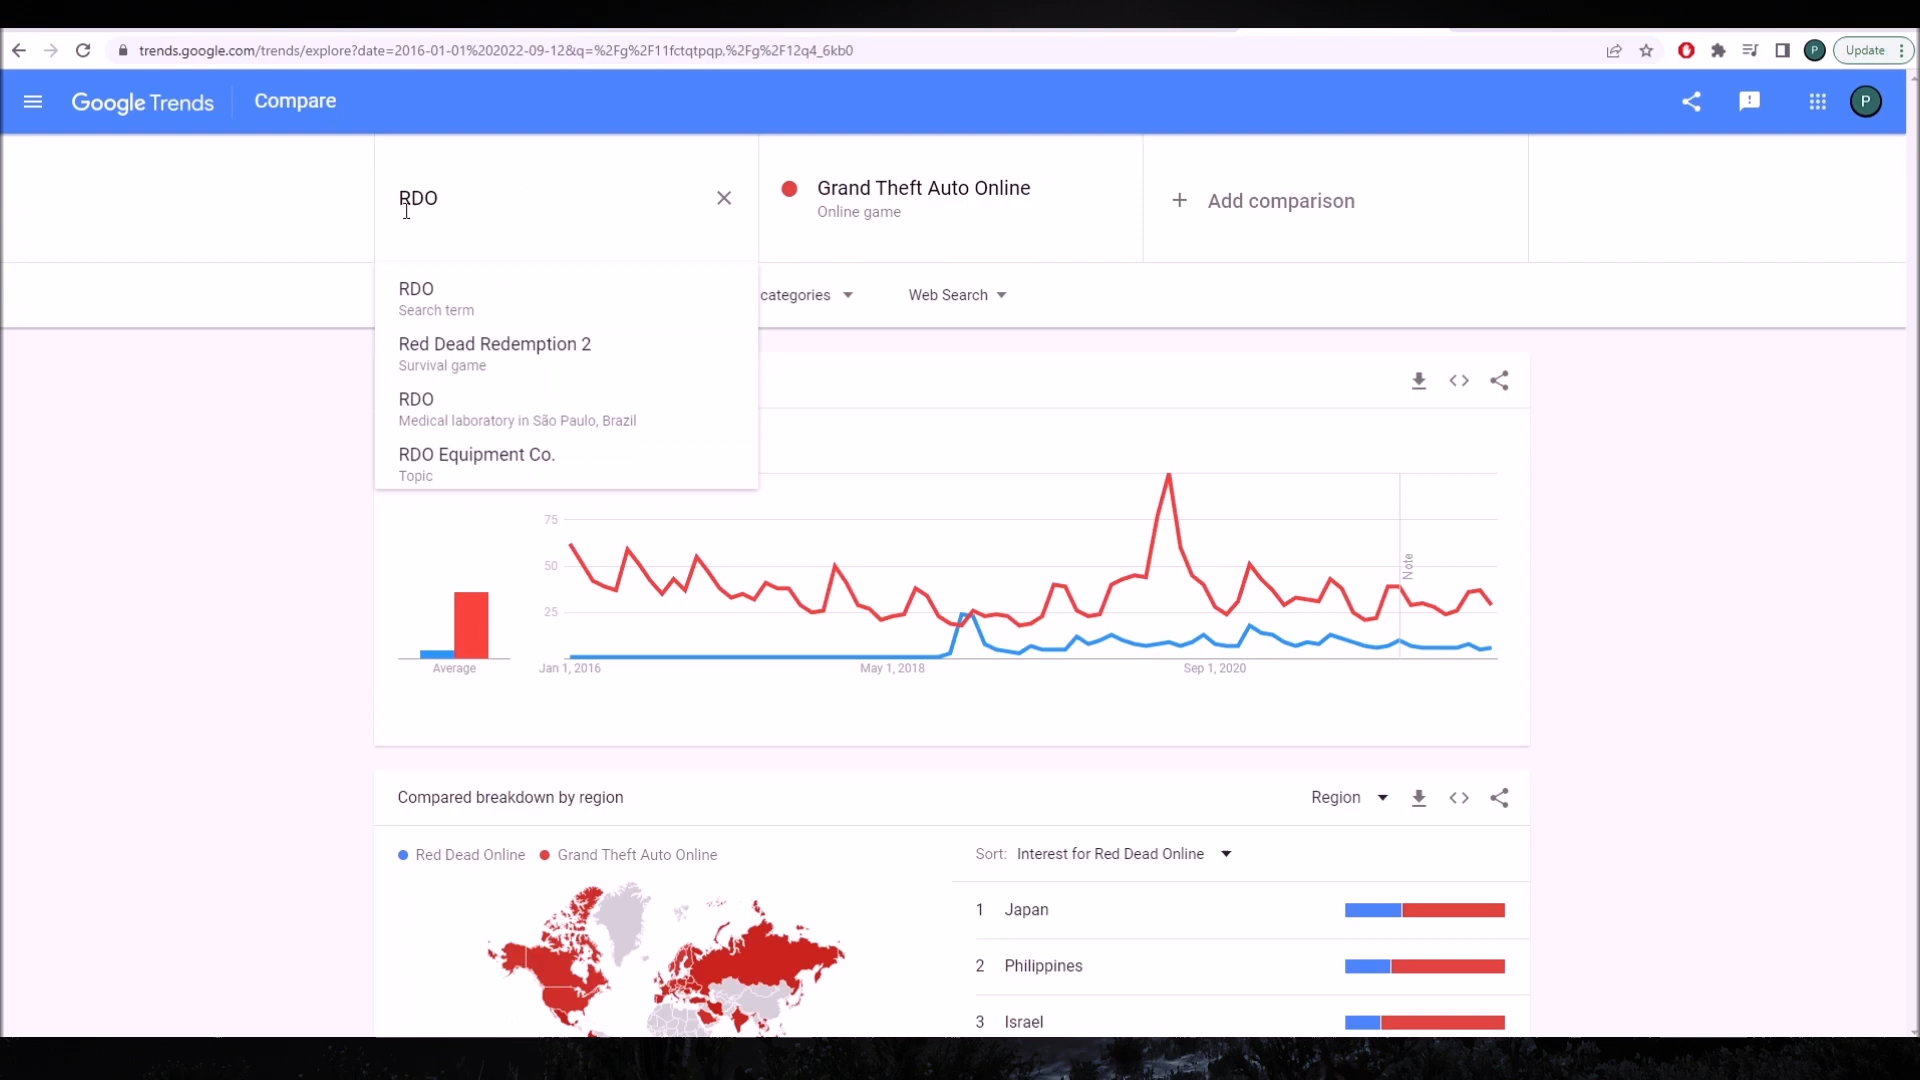 trends.google.com/trends/explore?date=2016-01-01%202022-09-12&q=%2Fg%2F11fctqtpqp,%2Fg%2F12q4_6kb0
P
Update
Google Trends
Compare
P
RDO
Grand Theft Auto Online
Online game
+ Add comparison
RDO
Search term
Red Dead Redemption 2
Survival game
RDO
Medical laboratory in São Paulo, Brazil
RDO Equipment Co.
Topic
categories
Web Search
75
50
25
Note
Average
Jan 1, 2016
May 1, 2018
Sep 1, 2020
Compared breakdown by region
Region
Red Dead Online
Grand Theft Auto Online
Sort: Interest for Red Dead Online
1 Japan
2 Philippines
3 Israel